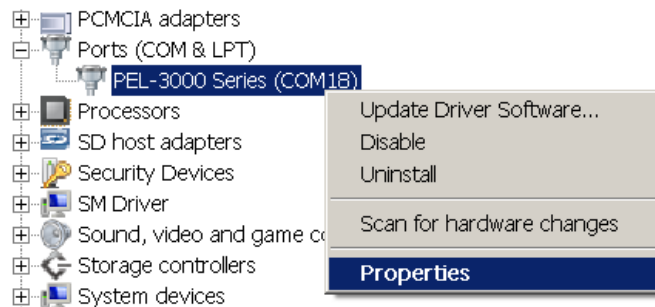 PCMCIA adapters
Ports (COM & LPT)
PEL-3000 Series (COM18)
Processors
SD host adapters
Security Devices
SM Driver
Sound, video and game co
Storage controllers
System devices
Update Driver Software...
Disable
Uninstall
Scan for hardware changes
Properties